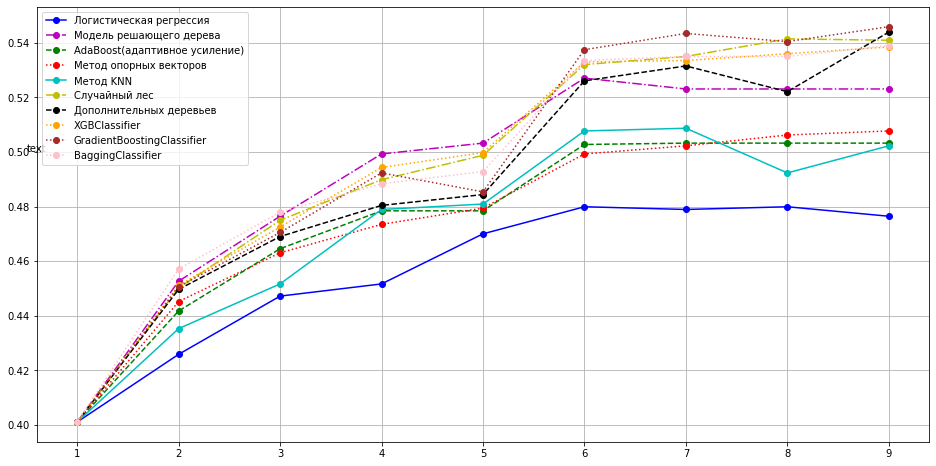 Логистическая регрессия
Модель решающего дерева
AdaBoost(адаптивное усиление)
Метод опорных векторов
Метод KNN
Случайный лес
Дополнительных деревьев
XGBClassifier
GradientBoostingClassifier
BaggingClassifier
0.54
0.52
text
0.50
0.48
0.46
0.44
0.42
0.40
1 2 3 4 5 6 7 8 9